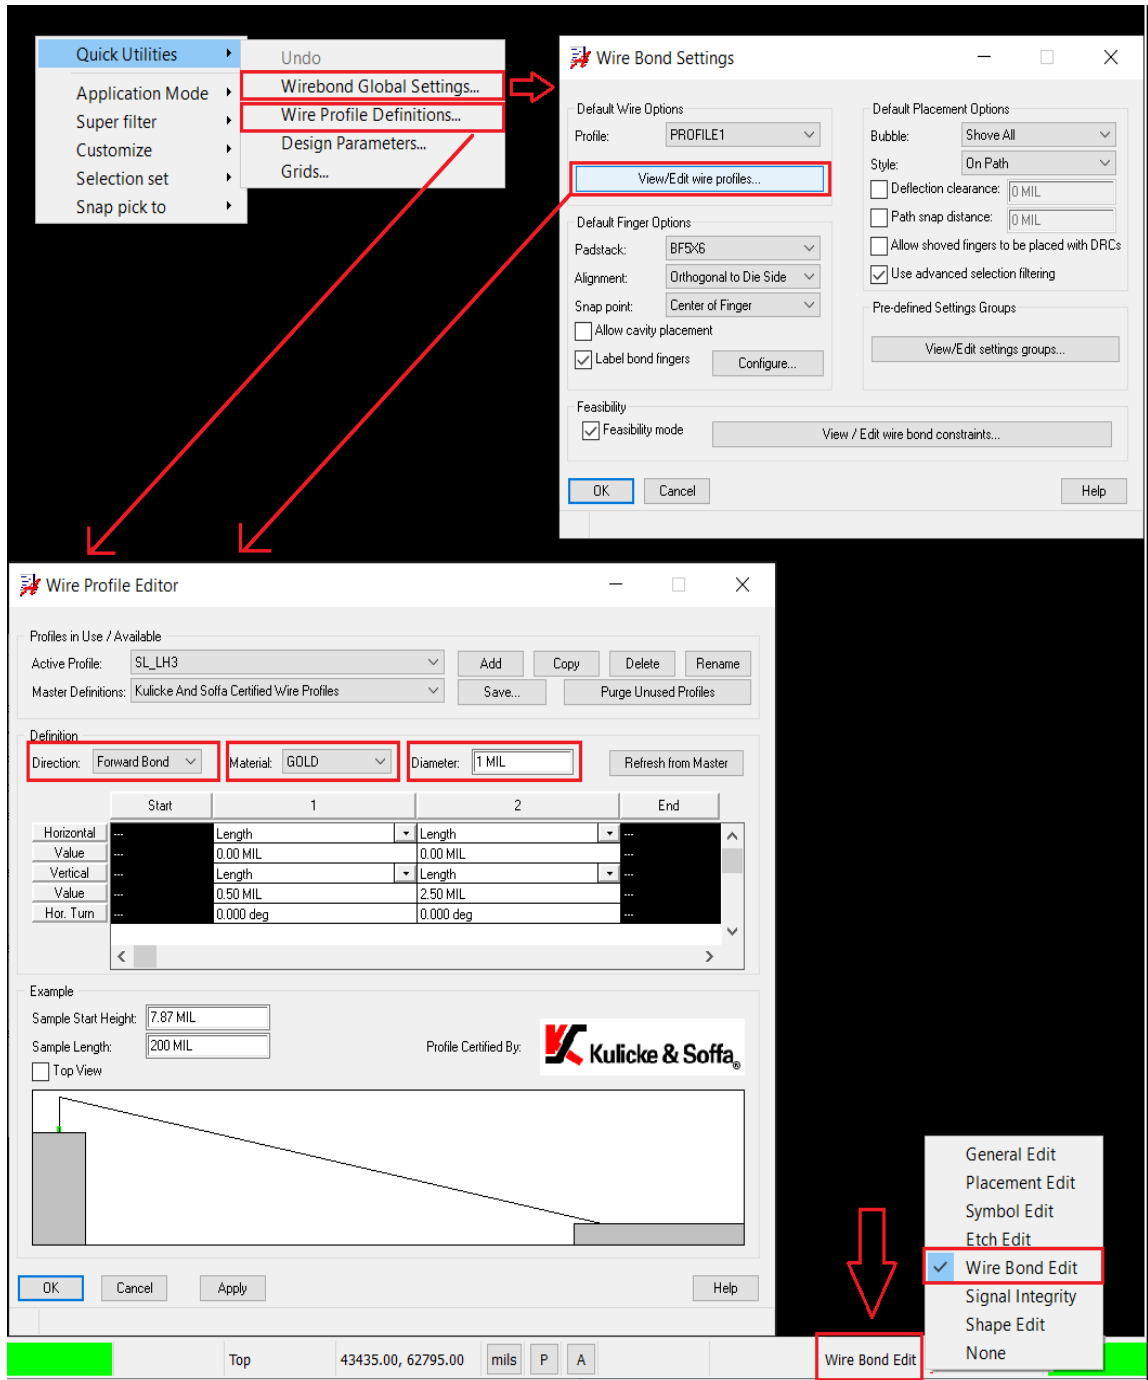 Quick Utilities
Application Mode
Super filter
Customize
Selection set
Snap pick to
Undo
Wirebond Global Settings...
Wire Profile Definitions...
Design Parameters...
Grids...
Wire Bond Settings
Default Wire Options
Profile: PROFILE1
View/Edit wire profiles...
Default Finger Options
Padstack: BF5X6
Alignment: Orthogonal to Die Side
Snap point: Center of Finger
Allow cavity placement
Label bond fingers Configure...
Default Placement Options
Bubble: Shove All
Style: On Path
Deflection clearance: 0 MIL
Path snap distance: 0 MIL
Allow shoved fingers to be placed with DRCs
Use advanced selection filtering
Pre-defined Settings Groups
View/Edit settings groups...
Feasibility
Feasibility mode View / Edit wire bond constraints...
OK Cancel Help
Wire Profile Editor
Profiles in Use / Available
Active Profile: SL_LH3 Add Copy Delete Rename
Master Definitions: Kulicke And Soffa Certified Wire Profiles Save... Purge Unused Profiles
Definition
Direction: Forward Bond Material: GOLD Diameter: 1 MIL Refresh from Master
Start 1 2 End
Horizontal --- Length Length ---
Value --- 0.00 MIL 0.00 MIL ---
Vertical --- Length Length ---
Value --- 0.50 MIL 2.50 MIL ---
Hor. Turn --- 0.000 deg 0.000 deg ---
Example
Sample Start Height: 7.87 MIL
Sample Length: 200 MIL
Top View
Profile Certified By: Kulicke & Soffa®
OK Cancel Apply Help
General Edit
Placement Edit
Symbol Edit
Etch Edit
Wire Bond Edit
Signal Integrity
Shape Edit
None
Top 43435.00, 62795.00 mils P A Wire Bond Edit